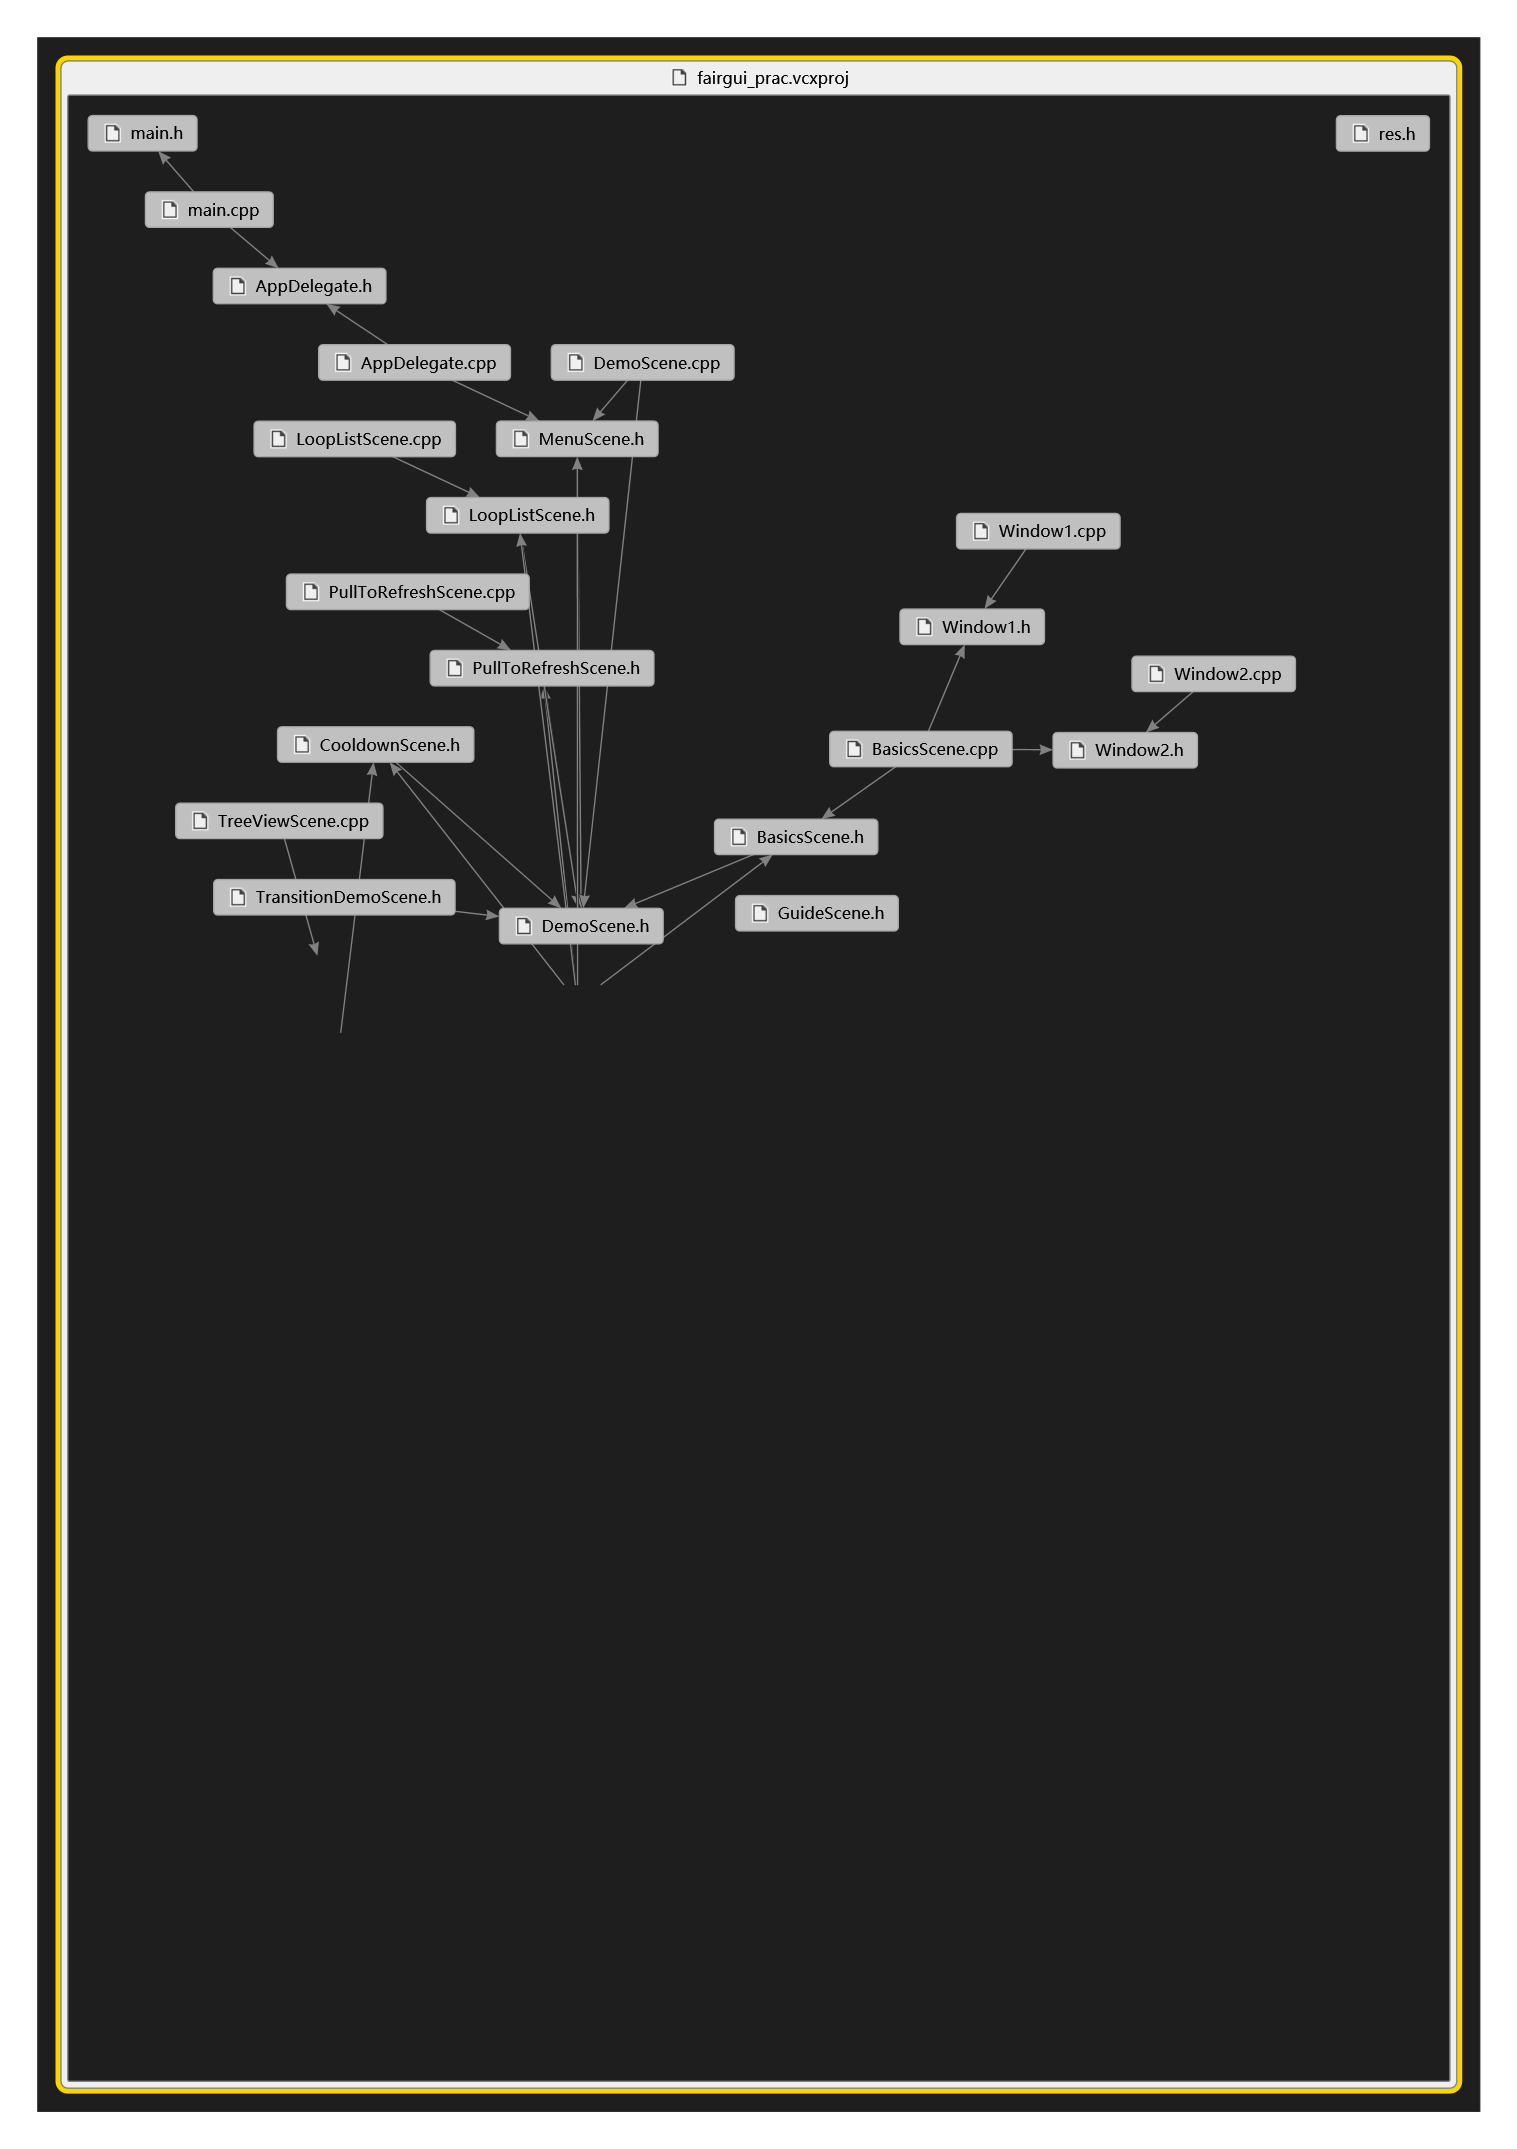 fairgui_prac.vcxproj
main.h
res.h
main.cpp
AppDelegate.h
AppDelegate.cpp
DemoScene.cpp
LoopListScene.cpp
MenuScene.h
LoopListScene.h
Window1.cpp
PullToRefreshScene.cpp
Window1.h
PullToRefreshScene.h
Window2.cpp
CooldownScene.h
BasicsScene.cpp
Window2.h
TreeViewScene.cpp
BasicsScene.h
TransitionDemoScene.h
GuideScene.h
DemoScene.h